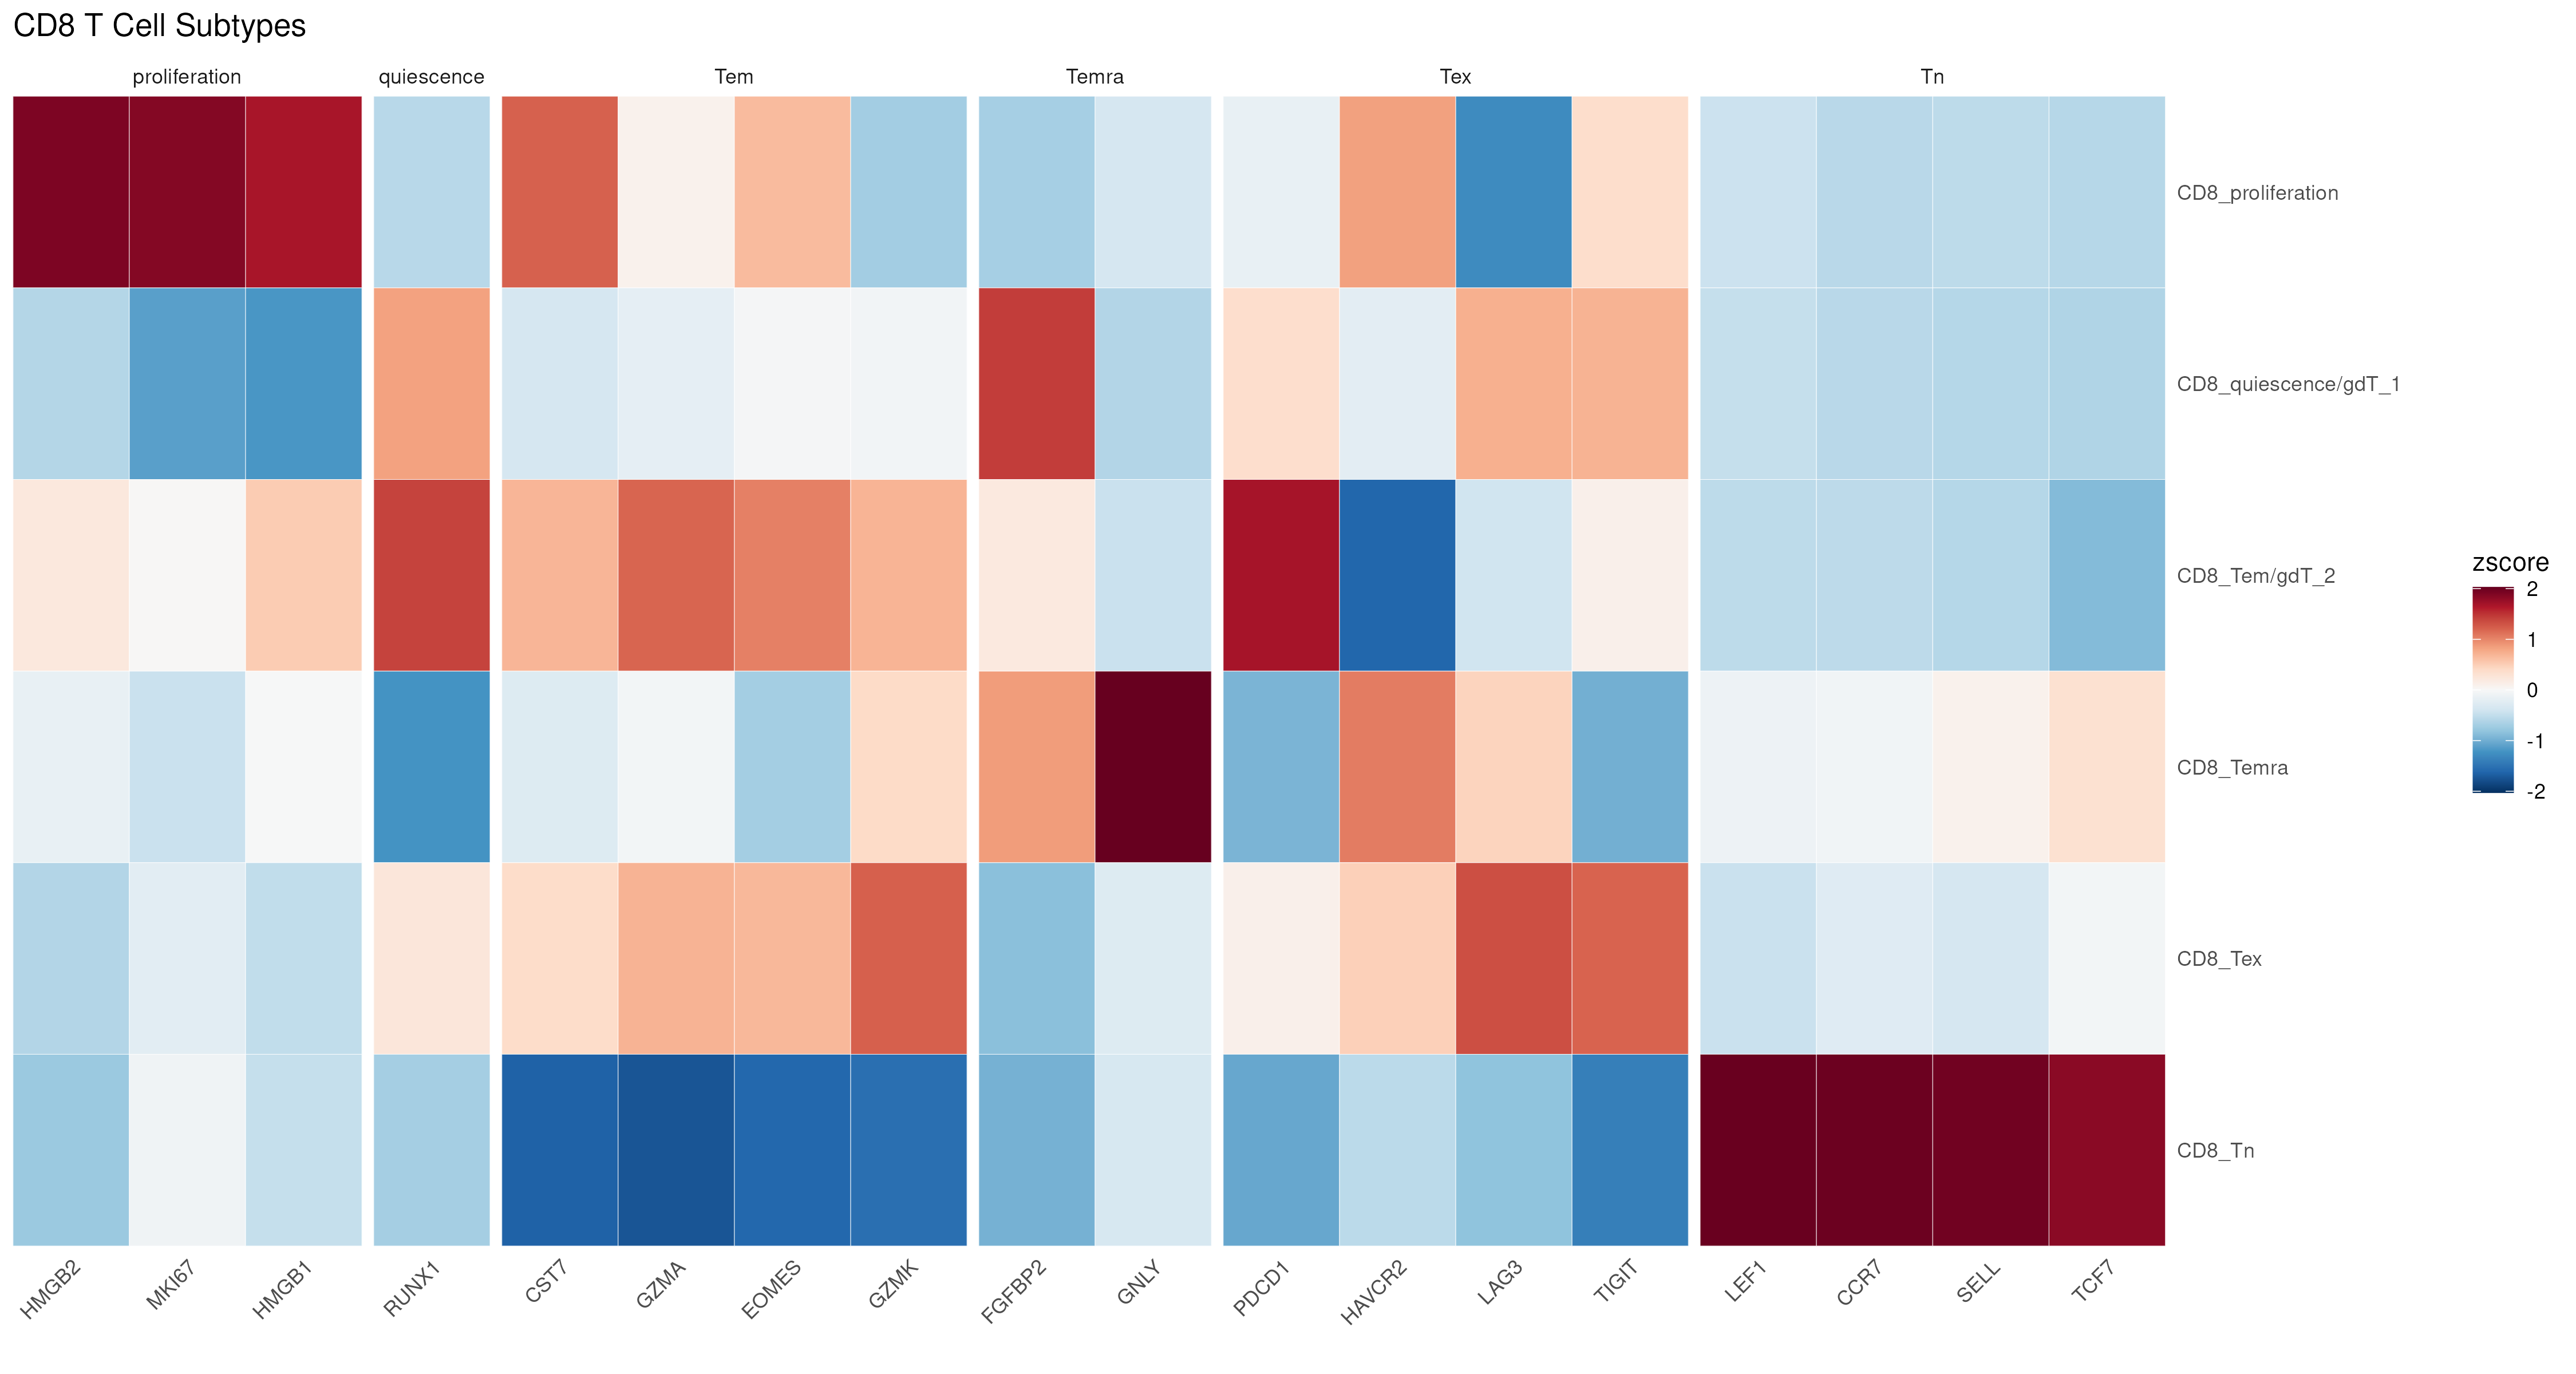 CD8 T Cell Subtypes
proliferation quiescence Tem Temra Tex Tn
CD8_proliferation
CD8_quiescence/gdT_1
CD8_Tem/gdT_2
CD8_Temra
CD8_Tex
CD8_Tn
zscore
2
1
0
-1
-2
HMGB2 MKI67 HMGB1 RUNX1 CST7 GZMA EOMES GZMK FGFBP2 GNLY PDCD1 HAVCR2 LAG3 TIGIT LEF1 CCR7 SELL TCF7